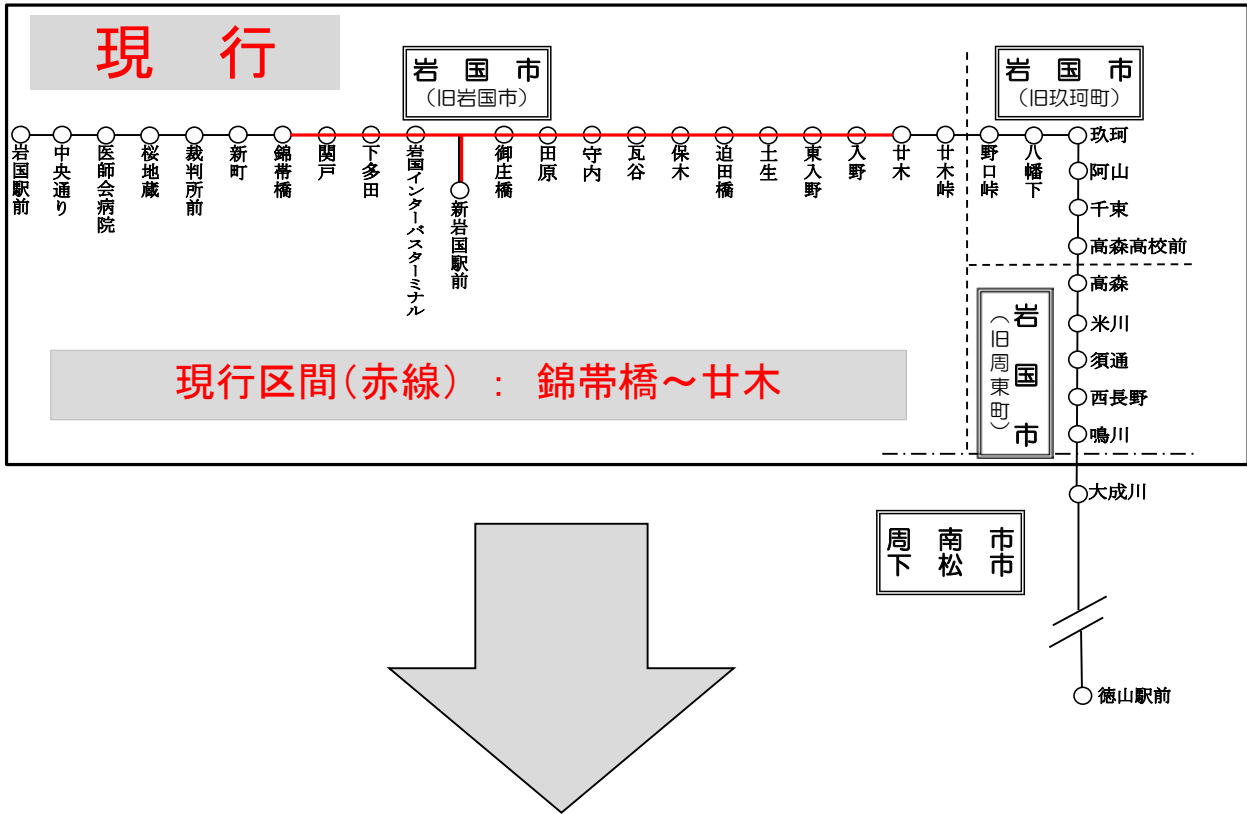 現 行
岩 国 市
(旧岩国市)
岩 国 市
(旧玖珂町)
岩国駅前
中央通り
医師会病院
桜地蔵
裁判所前
新町
錦帯橋
関戸
下多田
岩国インターバスターミナル
新岩国駅前
御庄橋
田原
守内
瓦谷
保木
迫田橋
土生
東入野
入野
廿木
廿木峠
野口峠
八幡下
玖珂
阿山
千束
高森高校前
高森
米川
須通
西長野
鳴川
岩国市
(旧周東町)
現行区間(赤線) : 錦帯橋~廿木
大成川
周 南 市
下 松 市
徳山駅前